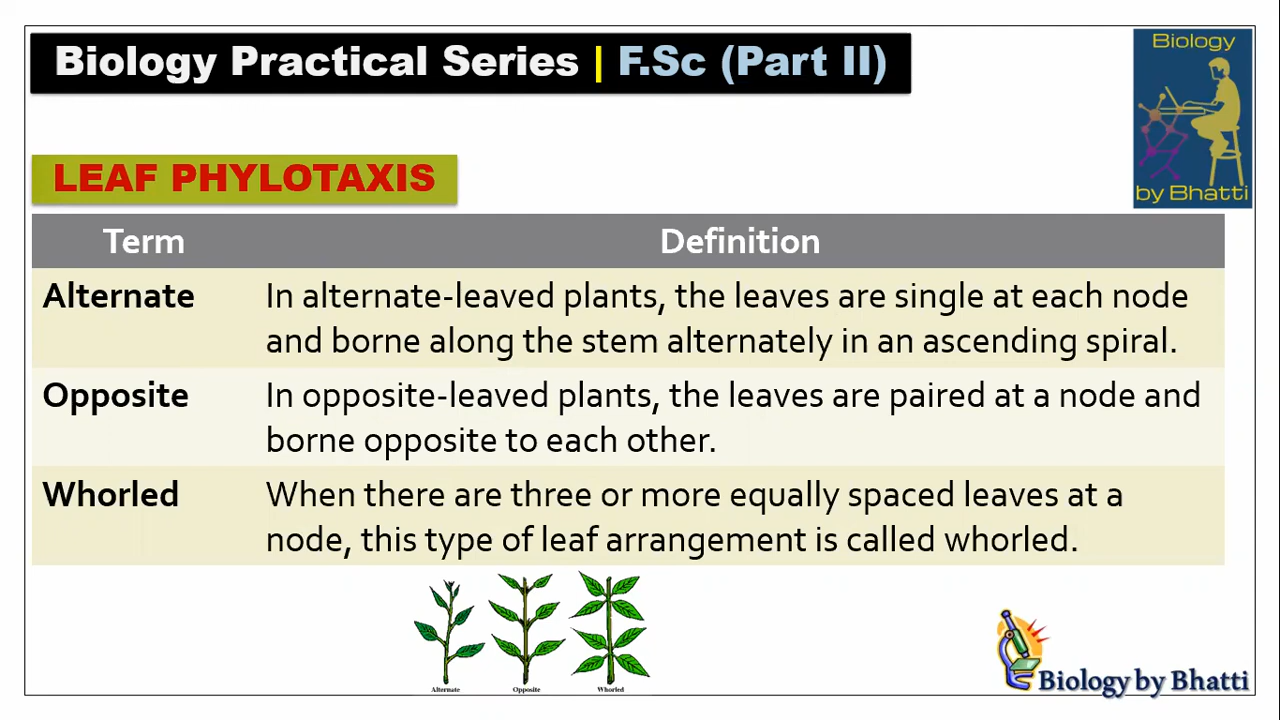 Biology Practical Series | F.Sc (Part II)
Biology
by Bhatti
LEAF PHYLOTAXIS
Term Definition
Alternate In alternate-leaved plants, the leaves are single at each node
and borne along the stem alternately in an ascending spiral.
Opposite In opposite-leaved plants, the leaves are paired at a node and
borne opposite to each other.
Whorled When there are three or more equally spaced leaves at a
node, this type of leaf arrangement is called whorled.
Alternate Opposite Whorled
Biology by Bhatti